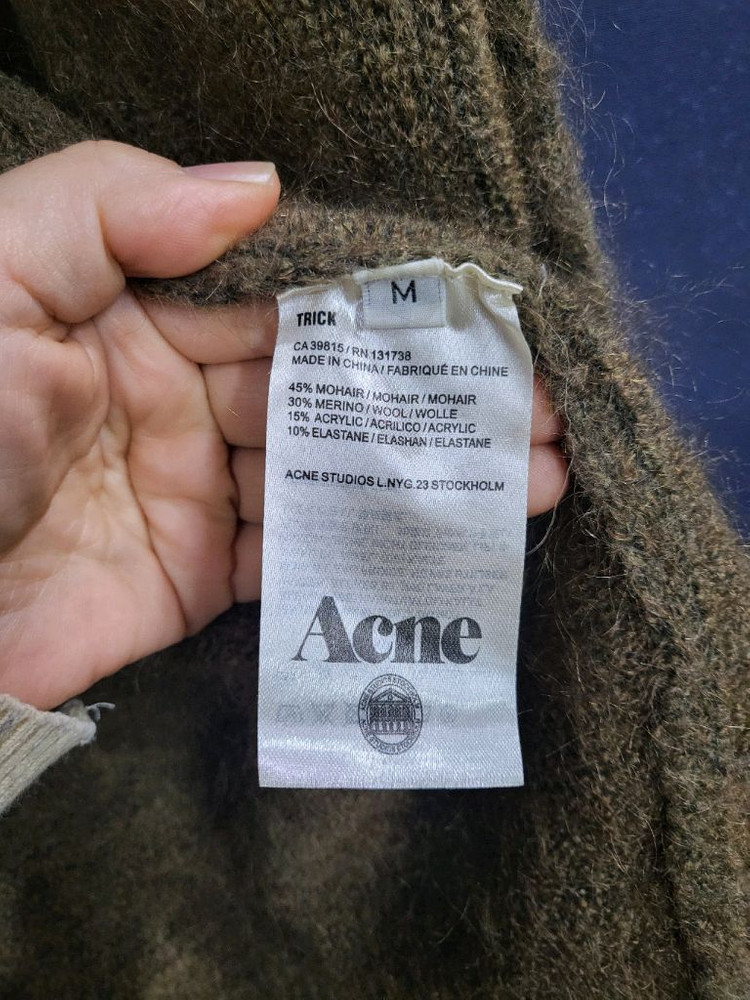 M
TRICK
CA 39815 / RN 131738
MADE IN CHINA / FABRIQUÉ EN CHINE
45% MOHAIR / MOHAIR / MOHAIR
30% MERINO / WOOL / WOLLE
15% ACRYLIC / ACRILICO / ACRYLIC
10% ELASTANE / ELASHAN / ELASTANE
ACNE STUDIOS L.NYG.23 STOCKHOLM
Acne